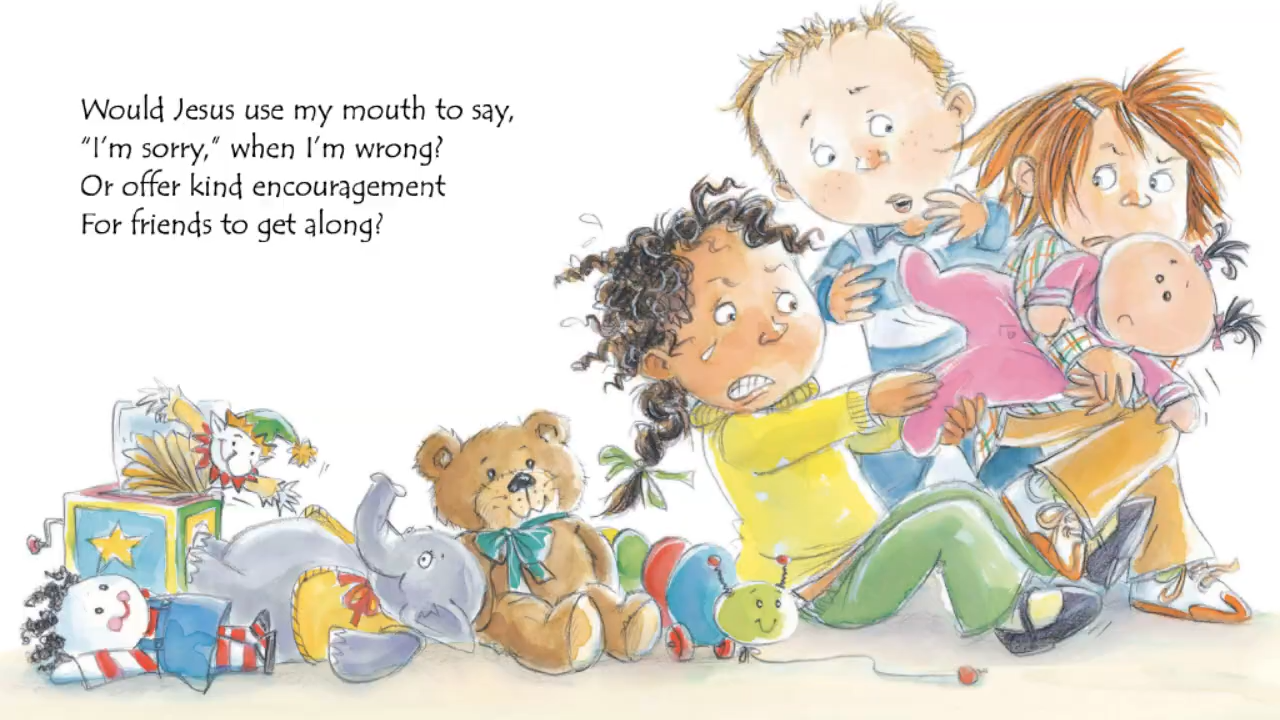 Would Jesus use my mouth to say,
"I'm sorry," when I'm wrong?
Or offer kind encouragement
For friends to get along?